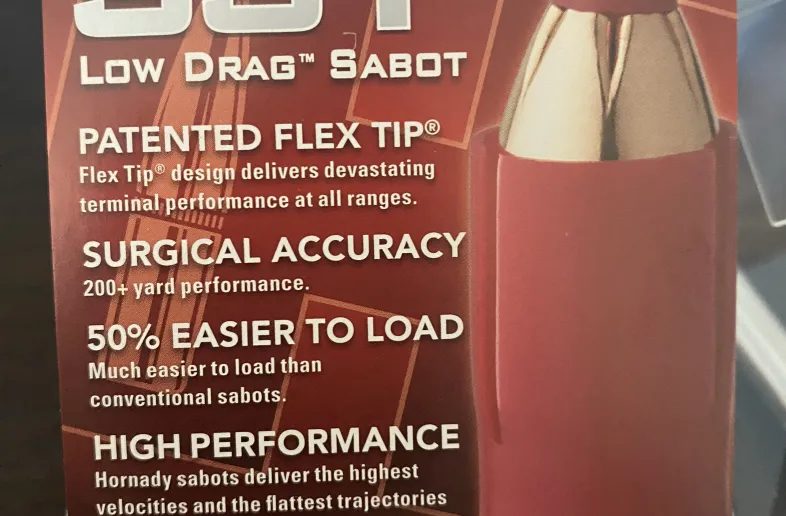 SST
LOW DRAG™ SABOT
PATENTED FLEX TIP®
Flex Tip® design delivers devastating
terminal performance at all ranges.
SURGICAL ACCURACY
200+ yard performance.
50% EASIER TO LOAD
Much easier to load than
conventional sabots.
HIGH PERFORMANCE
Hornady sabots deliver the highest
velocities and the flattest trajectories